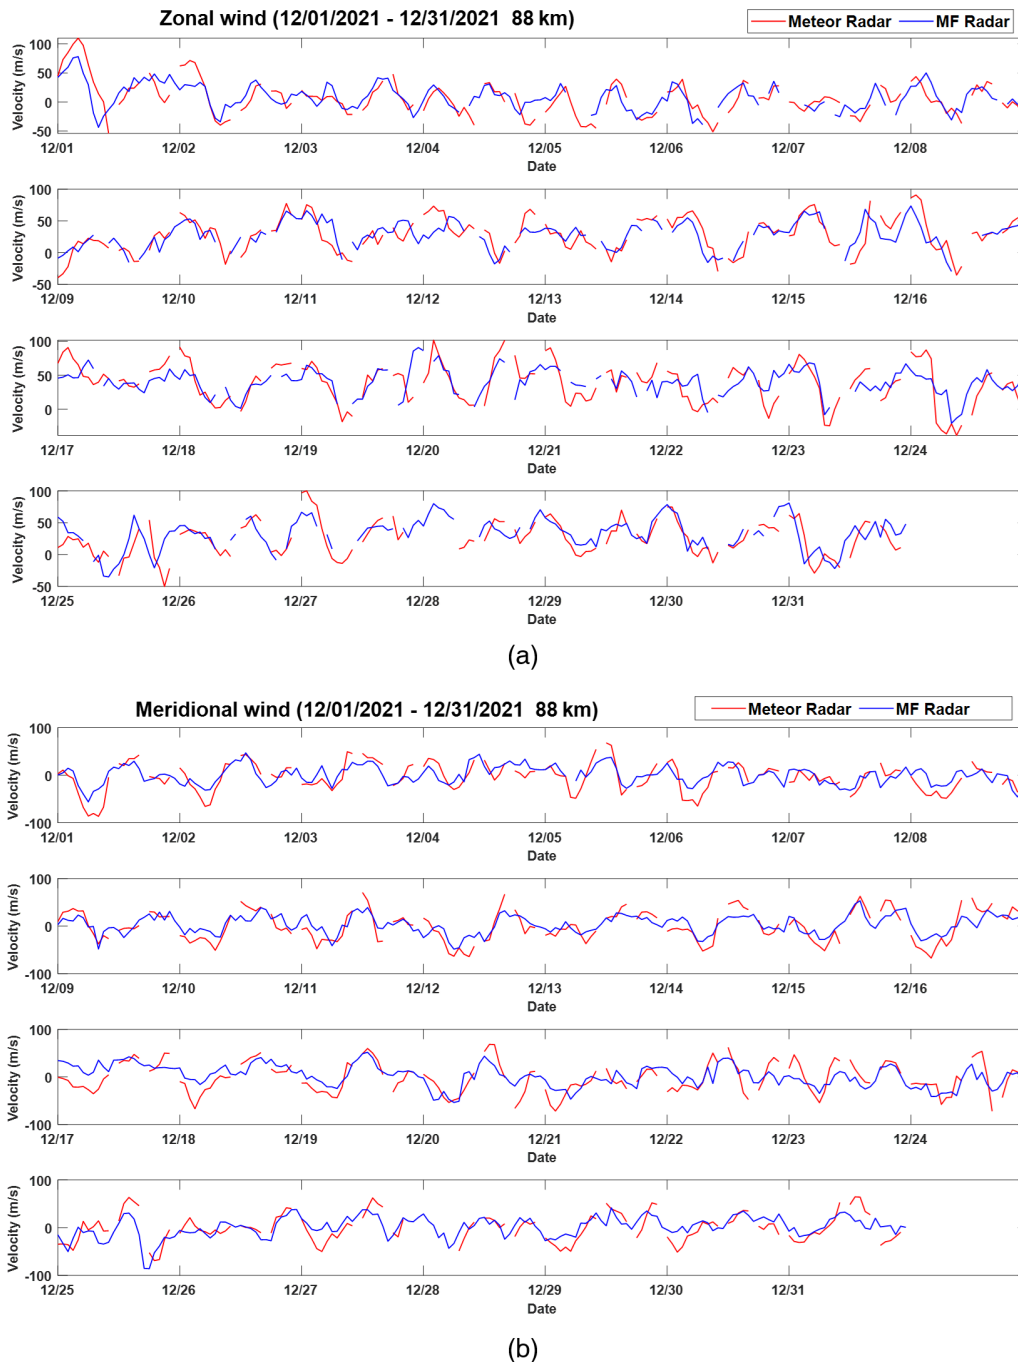 Zonal wind (12/01/2021 - 12/31/2021 88 km)
Meteor Radar MF Radar
Velocity (m/s)
100
50
0
-50
12/01 12/02 12/03 12/04 12/05 12/06 12/07 12/08
Date
Velocity (m/s)
100
50
0
-50
12/09 12/10 12/11 12/12 12/13 12/14 12/15 12/16
Date
Velocity (m/s)
100
50
0
12/17 12/18 12/19 12/20 12/21 12/22 12/23 12/24
Date
Velocity (m/s)
100
50
0
-50
12/25 12/26 12/27 12/28 12/29 12/30 12/31
Date
(a)
Meridional wind (12/01/2021 - 12/31/2021 88 km)
Meteor Radar MF Radar
Velocity (m/s)
100
0
-100
12/01 12/02 12/03 12/04 12/05 12/06 12/07 12/08
Date
Velocity (m/s)
100
0
-100
12/09 12/10 12/11 12/12 12/13 12/14 12/15 12/16
Date
Velocity (m/s)
100
0
-100
12/17 12/18 12/19 12/20 12/21 12/22 12/23 12/24
Date
Velocity (m/s)
100
0
-100
12/25 12/26 12/27 12/28 12/29 12/30 12/31
Date
(b)